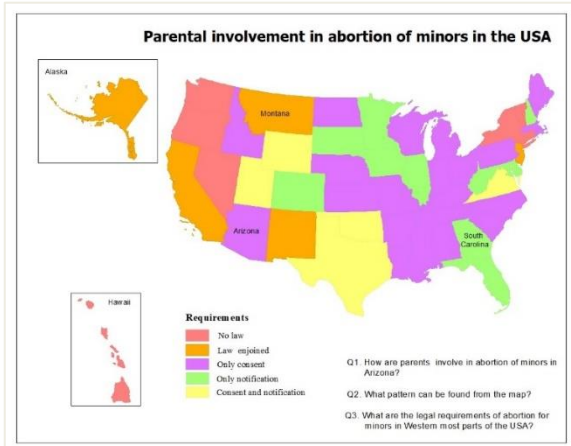 Parental involvement in abortion of minors in the USA
Alaska
Montana
Arizona
South
Carolina
Hawaii
Requirements
No law
Law enjoined
Only consent
Only notification
Consent and notification
Q1. How are parents involve in abortion of minors in
Arizona?
Q2. What pattern can be found from the map?
Q3. What are the legal requirements of abortion for
minors in Western most parts of the USA?